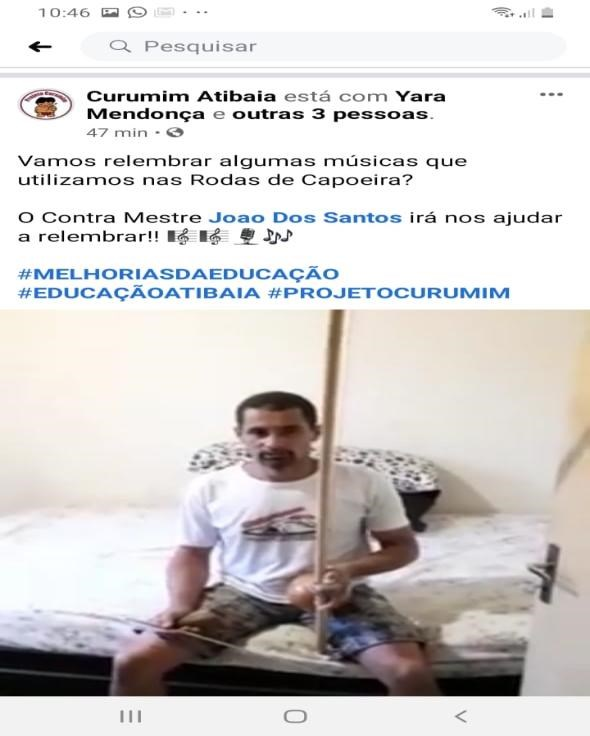 10:46
Pesquisar
Curumim Atibaia está com Yara
Mendonça e outras 3 pessoas.
47 min
Vamos relembrar algumas músicas que
utilizamos nas Rodas de Capoeira?
O Contra Mestre Joao Dos Santos irá nos ajudar
a relembrar!! 🎼🎼 🎙🎶
#MELHORIASDAEDUCAÇÃO
#EDUCAÇÃOATIBAIA #PROJETOCURUMIM